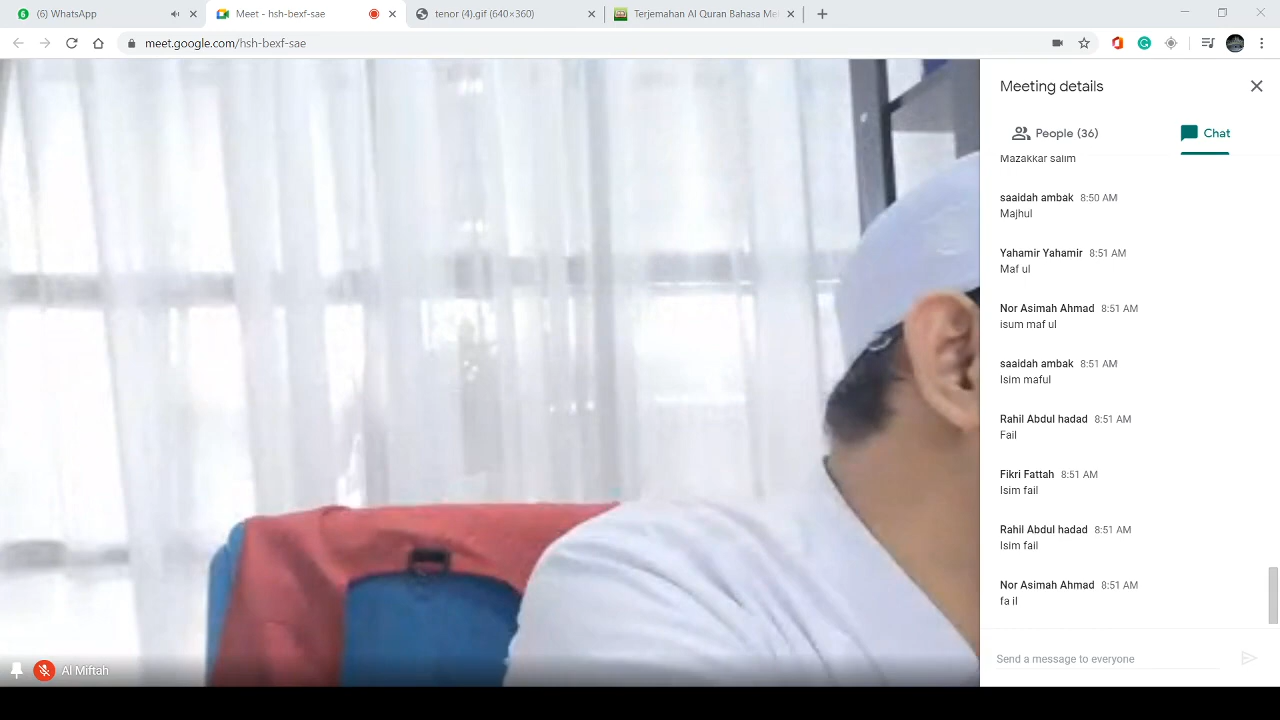 6
(6) WhatsApp
Meet - hsh-bexf-sae
tenor (4).gif (640×360)
Terjemahan Al Quran Bahasa Me
meet.google.com/hsh-bexf-sae
Meeting details
People (36)
Chat
Mazakkar salim
saaidah ambak 8:50 AM
Majhul
Yahamir Yahamir 8:51 AM
Maf ul
Nor Asimah Ahmad 8:51 AM
isum maf ul
saaidah ambak 8:51 AM
Isim maful
Rahil Abdul hadad 8:51 AM
Fail
Fikri Fattah 8:51 AM
Isim fail
Rahil Abdul hadad 8:51 AM
Isim fail
Nor Asimah Ahmad 8:51 AM
fa il
Send a message to everyone
Al Miftah